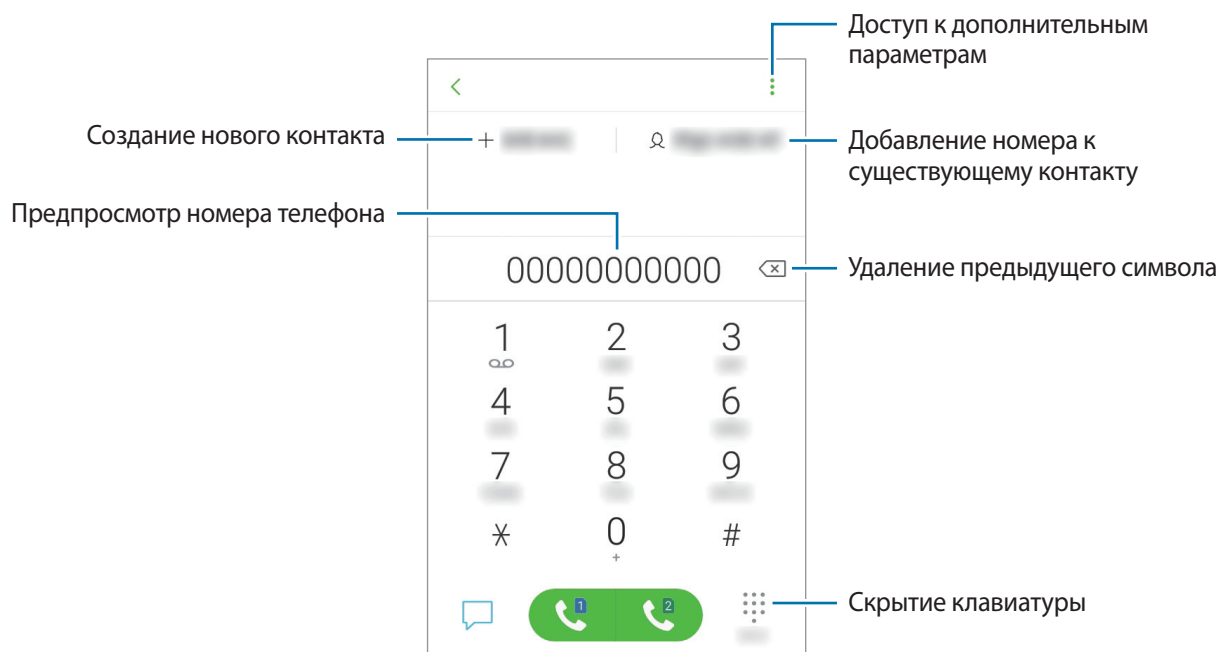 Доступ к дополнительным
параметрам
Создание нового контакта
Добавление номера к
существующему контакту
Предпросмотр номера телефона
00000000000
Удаление предыдущего символа
1 2 3
4 5 6
7 8 9
* 0 #
+
1 2
Скрытие клавиатуры